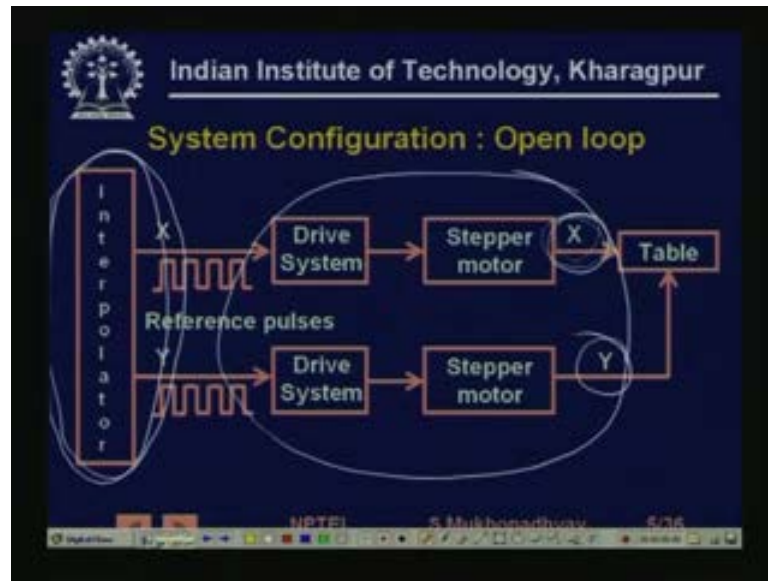 Indian Institute of Technology, Kharagpur
System Configuration : Open loop
Interpolator
X
Drive
System
Stepper
motor
X
Table
Reference pulses
Y
Drive
System
Stepper
motor
Y
NPTEL
S.Mukhopadhyay
5/36